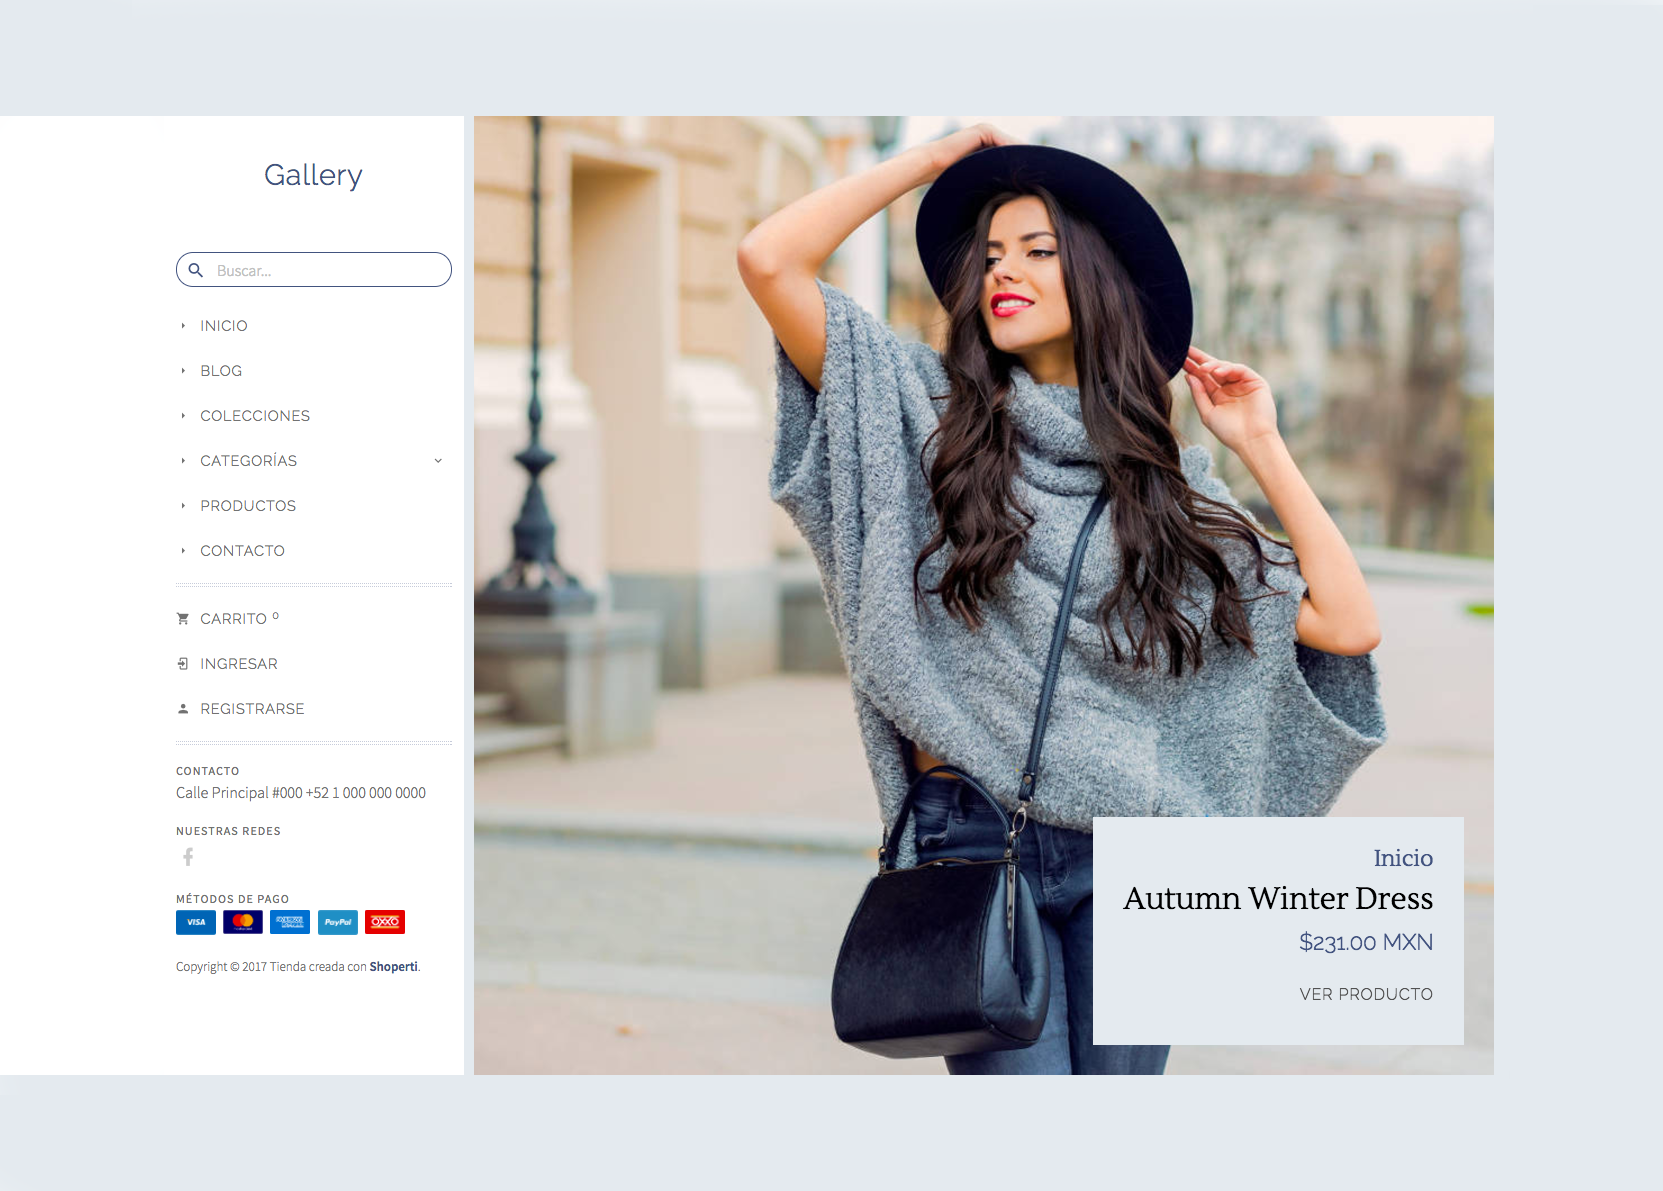 Gallery
Buscar...
INICIO
BLOG
COLECCIONES
CATEGORÍAS
PRODUCTOS
CONTACTO
CARRITO 0
INGRESAR
REGISTRARSE
CONTACTO
Calle Principal #000 +52 1 000 000 0000
NUESTRAS REDES
MÉTODOS DE PAGO
VISA
PayPal
OXXO
Copyright © 2017 Tienda creada con Shoperti.
Inicio
Autumn Winter Dress
$231.00 MXN
VER PRODUCTO